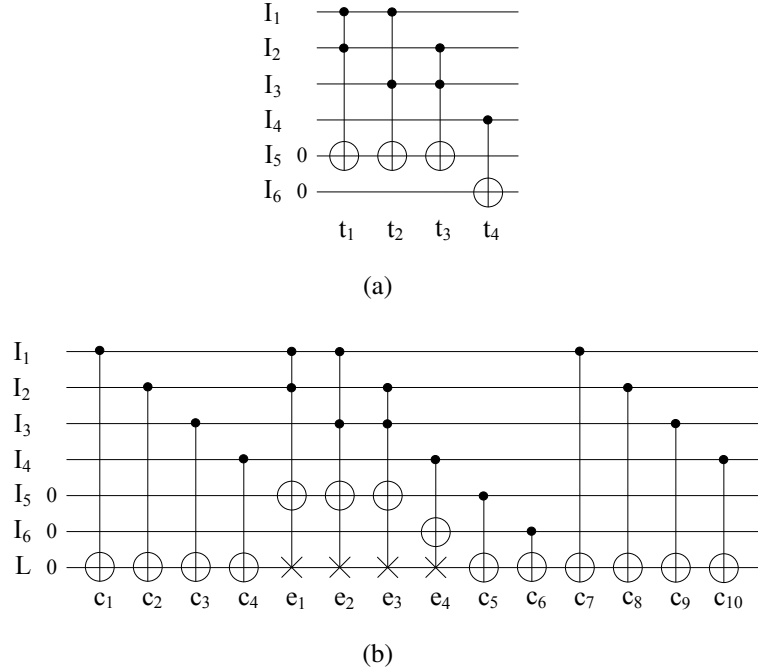 I₁
I₂
I₃
I₄
I₅ 0
I₆ 0
t₁ t₂ t₃ t₄
(a)
I₁
I₂
I₃
I₄
I₅ 0
I₆ 0
L 0
c₁ c₂ c₃ c₄ e₁ e₂ e₃ e₄ c₅ c₆ c₇ c₈ c₉ c₁₀
(b)